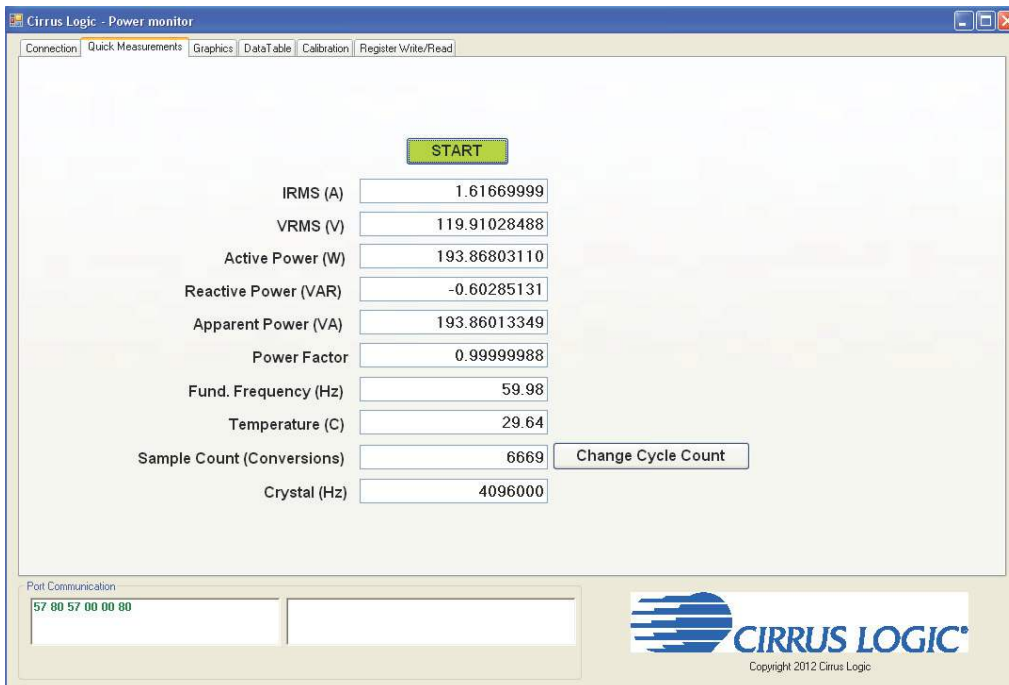 Cirrus Logic - Power monitor
Connection Quick Measurements Graphics DataTable Calibration Register Write/Read
START
IRMS (A) 1.61669999
VRMS (V) 119.91028488
Active Power (W) 193.86803110
Reactive Power (VAR) -0.60285131
Apparent Power (VA) 193.86013349
Power Factor 0.99999988
Fund. Frequency (Hz) 59.98
Temperature (C) 29.64
Sample Count (Conversions) 6669 Change Cycle Count
Crystal (Hz) 4096000
Port Communication
57 80 57 00 00 80
CIRRUS LOGIC®
Copyright 2012 Cirrus Logic